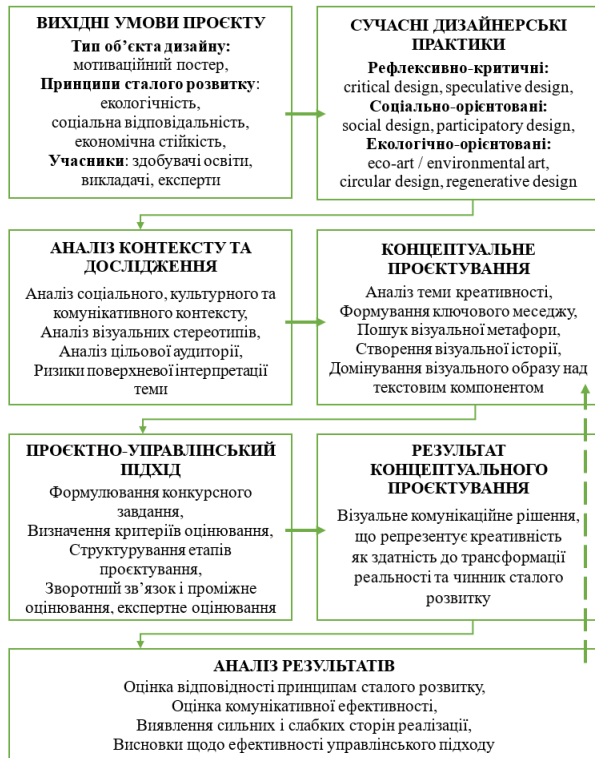 ВИХІДНІ УМОВИ ПРОЄКТУ
Тип об’єкта дизайну:
мотиваційний постер,
Принципи сталого розвитку:
екологічність,
соціальна відповідальність,
економічна стійкість,
Учасники: здобувачі освіти,
викладачі, експерти
СУЧАСНІ ДИЗАЙНЕРСЬКІ
ПРАКТИКИ
Рефлексивно-критичні:
critical design, speculative design,
Соціально-орієнтовані:
social design, participatory design,
Екологічно-орієнтовані:
eco-art / environmental art,
circular design, regenerative design
АНАЛІЗ КОНТЕКСТУ ТА
ДОСЛІДЖЕННЯ
Аналіз соціального, культурного та
комунікативного контексту,
Аналіз візуальних стереотипів,
Аналіз цільової аудиторії,
Ризики поверхневої інтерпретації
теми
КОНЦЕПТУАЛЬНЕ
ПРОЄКТУВАННЯ
Аналіз теми креативності,
Формування ключового меседжу,
Пошук візуальної метафори,
Створення візуальної історії,
Домінування візуального образу над
текстовим компонентом
ПРОЄКТНО-УПРАВЛІНСЬКИЙ
ПІДХІД
Формулювання конкурсного
завдання,
Визначення критеріїв оцінювання,
Структурування етапів
проєктування,
Зворотний зв’язок і проміжне
оцінювання, експертне оцінювання
РЕЗУЛЬТАТ
КОНЦЕПТУАЛЬНОГО
ПРОЄКТУВАННЯ
Візуальне комунікаційне рішення,
що репрезентує креативність
як здатність до трансформації
реальності та чинник сталого
розвитку
АНАЛІЗ РЕЗУЛЬТАТІВ
Оцінка відповідності принципам сталого розвитку,
Оцінка комунікативної ефективності,
Виявлення сильних і слабких сторін реалізації,
Висновки щодо ефективності управлінського підходу